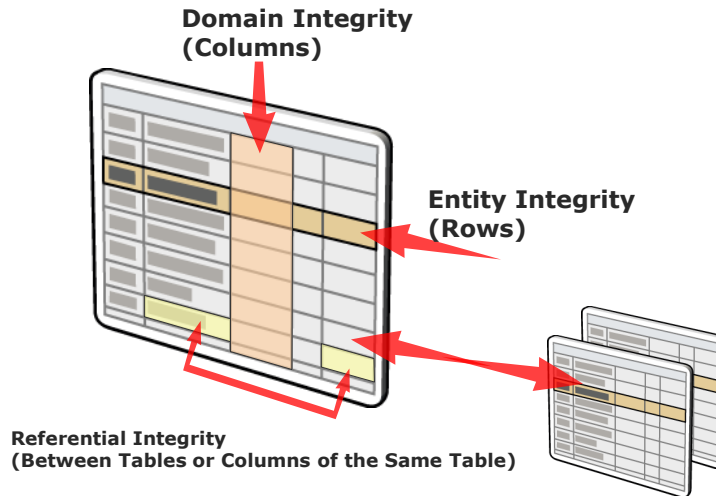 Domain Integrity
(Columns)
Entity Integrity
(Rows)
Referential Integrity
(Between Tables or Columns of the Same Table)